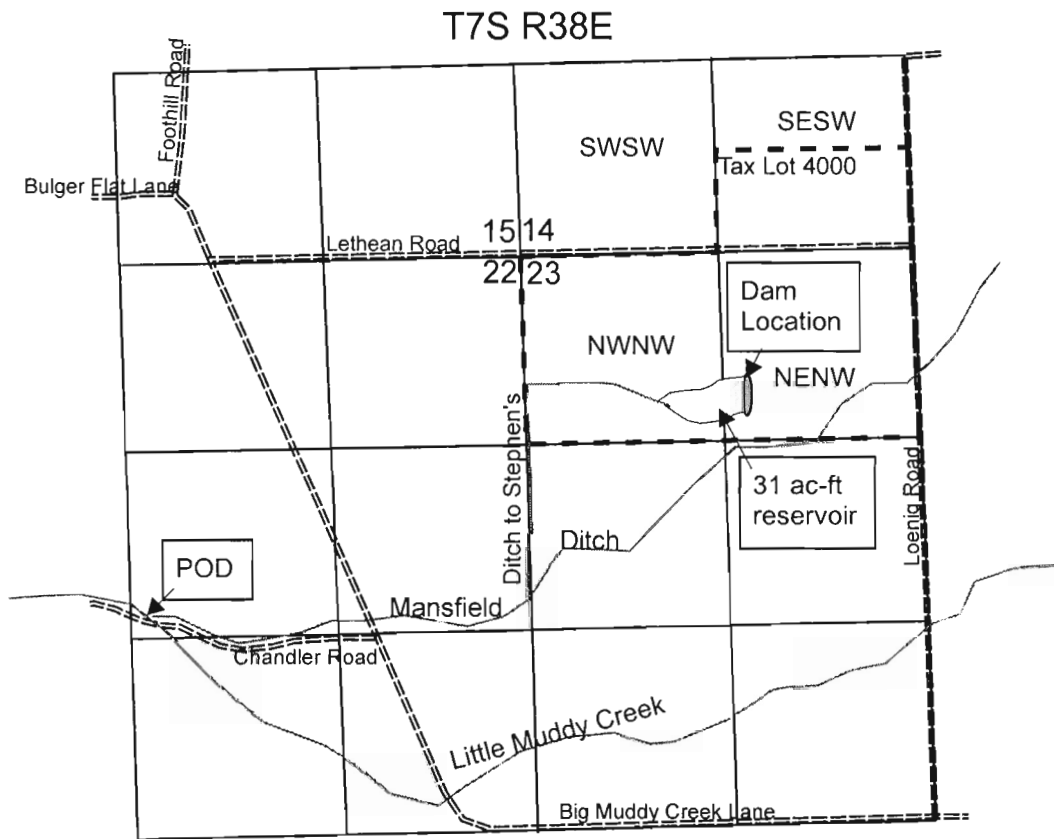 T7S R38E
Foothill Road
SESW
SWSW
Tax Lot 4000
Bulger Flat Lane
15 14
Lethean Road
22 23
Dam
Location
NWNW
NENW
Ditch to Stephen's
31 ac-ft
reservoir
Loenig Road
Ditch
POD
Mansfield
Chandler Road
Little Muddy Creek
Big Muddy Creek Lane